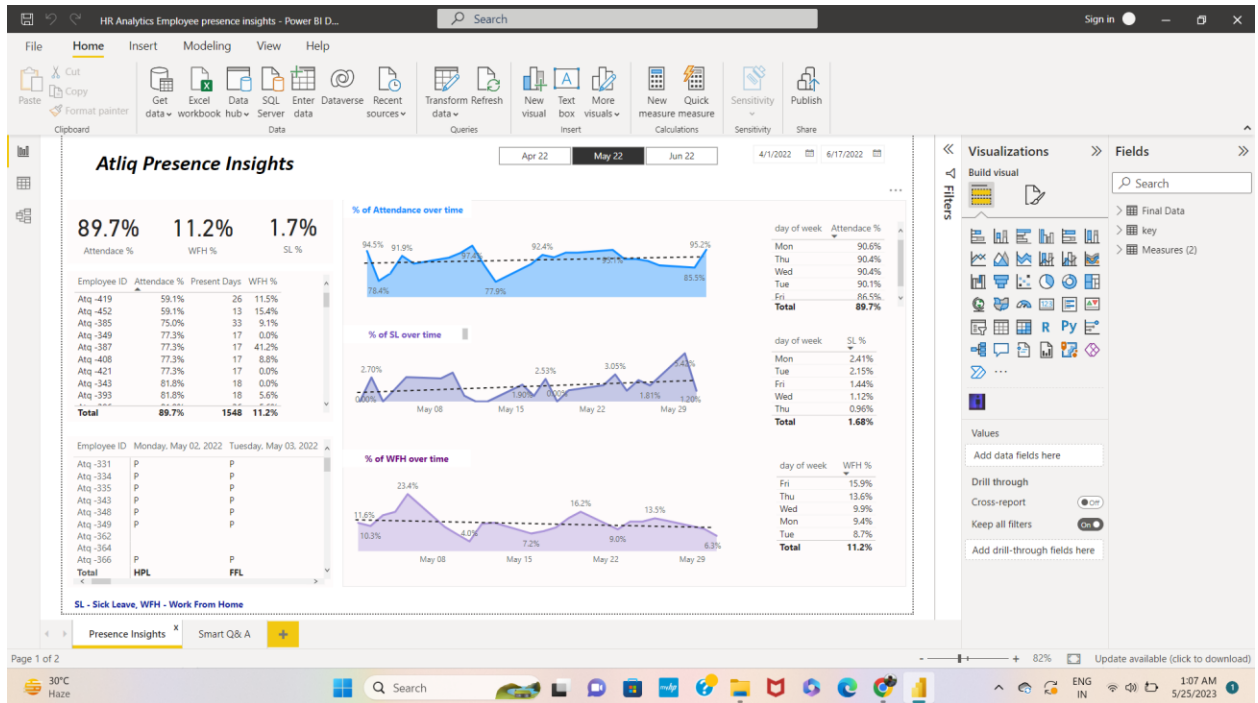 HR Analytics Employee presence insights - Power BI D...
Search
Sign in
File Home Insert Modeling View Help
Paste
Cut
Copy
Format painter
Get data
Excel workbook
Data hub
SQL Server
Enter data
Dataverse
Recent sources
Transform data
Refresh
New visual
Text box
More visuals
New measure
Quick measure
Sensitivity
Publish
Clipboard Data Queries Insert Calculations Sensitivity Share
Atliq Presence Insights
Apr 22 May 22 Jun 22
4/1/2022 6/17/2022
89.7% 11.2% 1.7%
Attendace % WFH % SL %
Employee ID Attendace % Present Days WFH %
Atq -419 59.1% 26 11.5%
Atq -452 59.1% 13 15.4%
Atq -385 75.0% 33 9.1%
Atq -349 77.3% 17 0.0%
Atq -387 77.3% 17 41.2%
Atq -408 77.3% 17 8.8%
Atq -421 77.3% 17 0.0%
Atq -343 81.8% 18 0.0%
Atq -393 81.8% 18 5.6%
Total 89.7% 1548 11.2%
Employee ID Monday, May 02, 2022 Tuesday, May 03, 2022
Atq -331 P P
Atq -334 P P
Atq -335 P P
Atq -343 P P
Atq -348 P P
Atq -349 P P
Atq -362
Atq -364
Atq -366 P P
Total HPL FFL
SL - Sick Leave, WFH - Work From Home
% of Attendance over time
94.5% 91.9% 97.4% 92.4% 95.2%
78.4% 77.9% 85.5%
% of SL over time
2.70% 2.53% 3.05%
0.00% 1.90% 0.00% 1.81% 1.20%
May 08 May 15 May 22 May 29
% of WFH over time
23.4%
11.6% 16.2% 13.5%
10.3% 4.0% 7.2% 9.0% 6.3%
May 08 May 15 May 22 May 29
day of week Attendace %
Mon 90.6%
Thu 90.4%
Wed 90.4%
Tue 90.1%
Fri 86.5%
Total 89.7%
day of week SL %
Mon 2.41%
Tue 2.15%
Fri 1.44%
Wed 1.12%
Thu 0.96%
Total 1.68%
day of week WFH %
Fri 15.9%
Thu 13.6%
Wed 9.9%
Mon 9.4%
Tue 8.7%
Total 11.2%
Filters
Visualizations
Build visual
R Py
Values
Add data fields here
Drill through
Cross-report Off
Keep all filters On
Add drill-through fields here
Fields
Search
Final Data
key
Measures (2)
Presence Insights x Smart Q& A +
Page 1 of 2
- + 82% Update available (click to download)
30°C
Haze
Search
ENG
IN
1:07 AM
5/25/2023
1